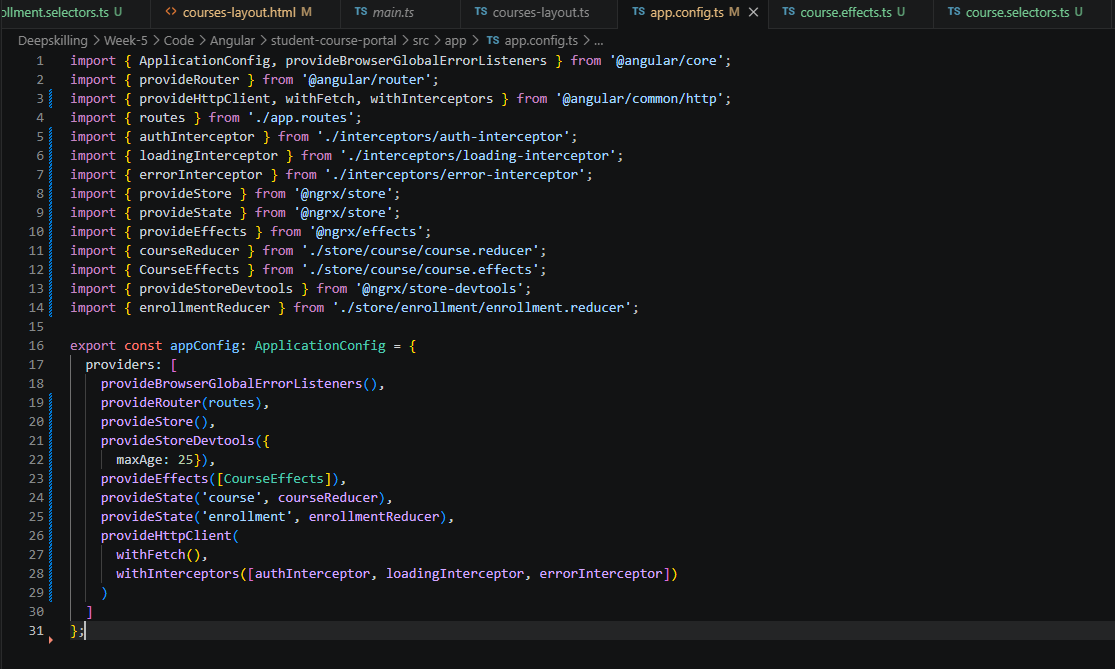 ollment.selectors.ts U <> courses-layout.html M TS main.ts TS courses-layout.ts TS app.config.ts M × TS course.effects.ts U TS course.selectors.ts U
Deepskilling > Week-5 > Code > Angular > student-course-portal > src > app > TS app.config.ts > ...
1 import { ApplicationConfig, provideBrowserGlobalErrorListeners } from '@angular/core';
2 import { provideRouter } from '@angular/router';
3 import { provideHttpClient, withFetch, withInterceptors } from '@angular/common/http';
4 import { routes } from './app.routes';
5 import { authInterceptor } from './interceptors/auth-interceptor';
6 import { loadingInterceptor } from './interceptors/loading-interceptor';
7 import { errorInterceptor } from './interceptors/error-interceptor';
8 import { provideStore } from '@ngrx/store';
9 import { provideState } from '@ngrx/store';
10 import { provideEffects } from '@ngrx/effects';
11 import { courseReducer } from './store/course/course.reducer';
12 import { CourseEffects } from './store/course/course.effects';
13 import { provideStoreDevtools } from '@ngrx/store-devtools';
14 import { enrollmentReducer } from './store/enrollment/enrollment.reducer';
15
16 export const appConfig: ApplicationConfig = {
17   providers: [
18     provideBrowserGlobalErrorListeners(),
19     provideRouter(routes),
20     provideStore(),
21     provideStoreDevtools({
22       maxAge: 25}),
23     provideEffects([CourseEffects]),
24     provideState('course', courseReducer),
25     provideState('enrollment', enrollmentReducer),
26     provideHttpClient(
27       withFetch(),
28       withInterceptors([authInterceptor, loadingInterceptor, errorInterceptor])
29     )
30   ]
31 };